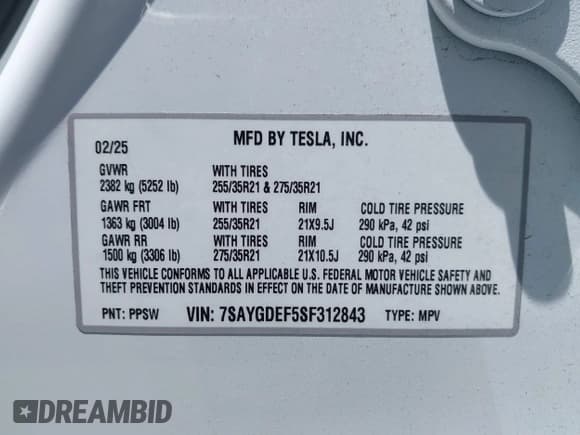 02/25 MFD BY TESLA, INC.
GVWR WITH TIRES
2382 kg (5252 lb) 255/35R21 & 275/35R21
GAWR FRT WITH TIRES RIM COLD TIRE PRESSURE
1363 kg (3004 lb) 255/35R21 21X9.5J 290 kPa, 42 psi
GAWR RR WITH TIRES RIM COLD TIRE PRESSURE
1500 kg (3306 lb) 275/35R21 21X10.5J 290 kPa, 42 psi
THIS VEHICLE CONFORMS TO ALL APPLICABLE U.S. FEDERAL MOTOR VEHICLE SAFETY AND
THEFT PREVENTION STANDARDS IN EFFECT ON THE DATE OF MANUFACTURE SHOWN ABOVE.
PNT: PPSW VIN: 7SAYGDEF5SF312843 TYPE: MPV
DREAMBID